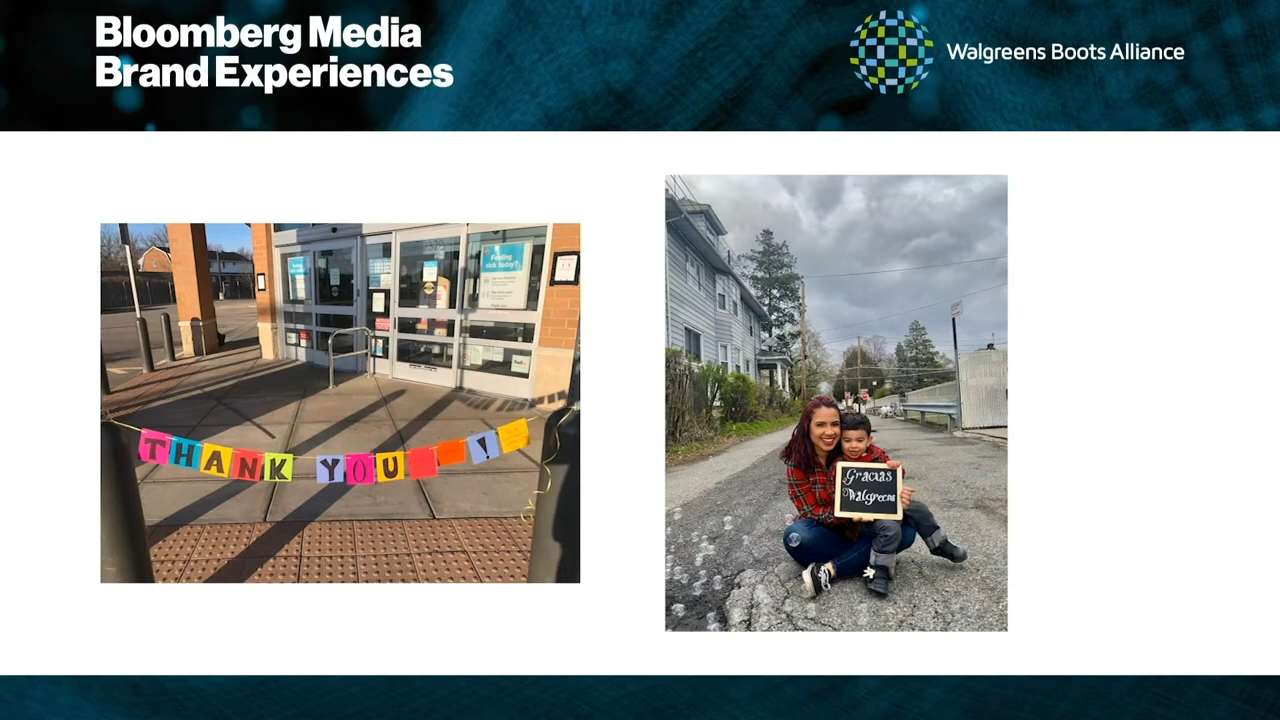 Bloomberg Media
Brand Experiences
Walgreens Boots Alliance
Feeling
sick today?
THANK YOU !
Gracias
Walgreens